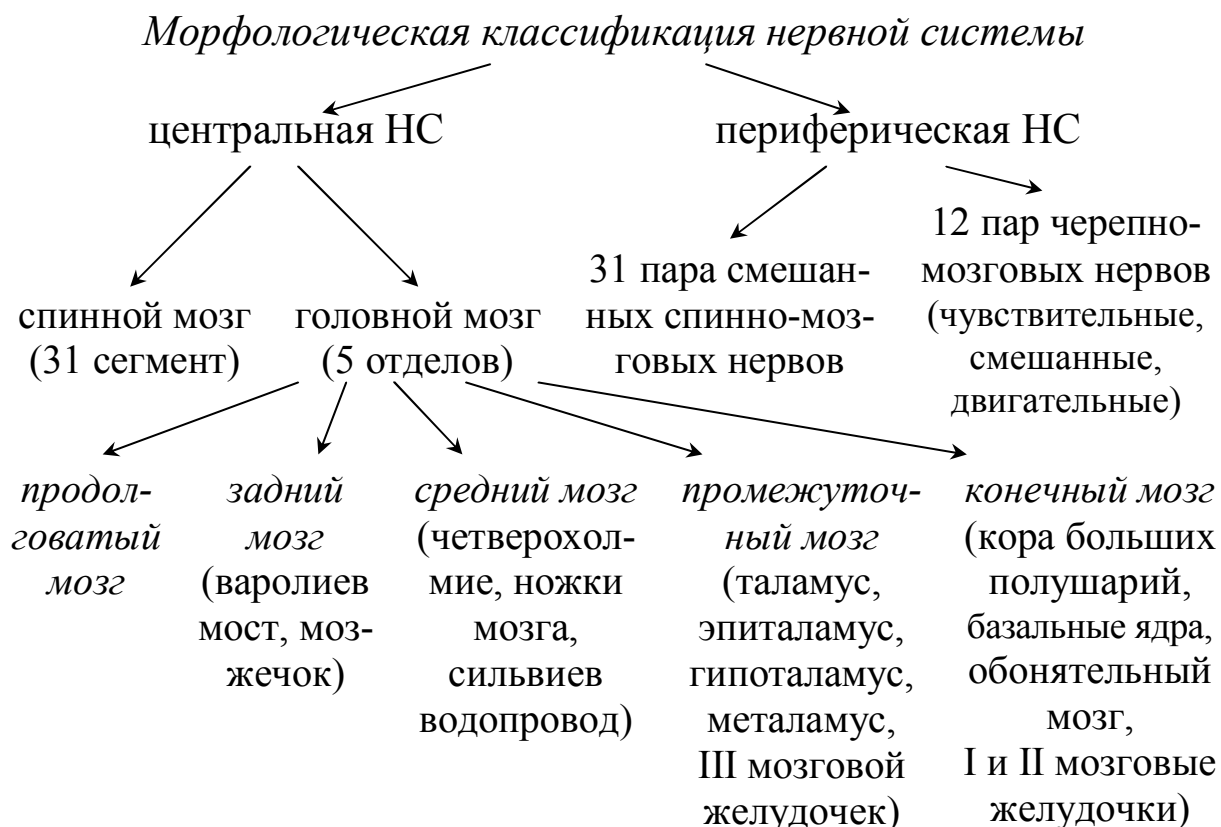 Морфологическая классификация нервной системы
центральная НС
периферическая НС
спинной мозг
(31 сегмент)
головной мозг
(5 отделов)
31 пара смешан-
ных спинно-моз-
говых нервов
12 пар черепно-
мозговых нервов
(чувствительные,
смешанные,
двигательные)
продол-
говатый
мозг
задний
мозг
(варолиев
мост, моз-
жечок)
средний мозг
(четверохол-
мие, ножки
мозга,
сильвиев
водопровод)
промежуточ-
ный мозг
(таламус,
эпиталамус,
гипоталамус,
металамус,
III мозговой
желудочек)
конечный мозг
(кора больших
полушарий,
базальные ядра,
обонятельный
мозг,
I и II мозговые
желудочки)